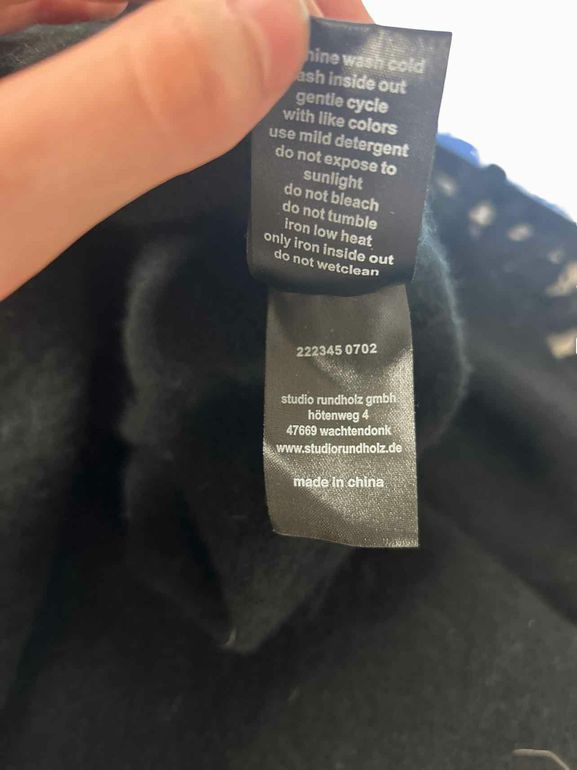 wash cold
inside out
gentle cycle
with like colors
use mild detergent
do not expose to
sunlight
do not bleach
do not tumble
iron low heat
only iron inside out
do not wetclean
222345 0702
studio rundholz gmbh
hötenweg 4
47669 wachtendonk
www.studiorundholz.de
made in china